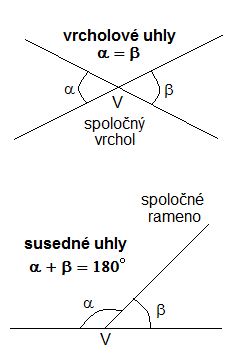 vrcholové uhly
α = β
α
β
V
spoločný
vrchol
spoločné
rameno
susedné uhly
α + β = 180°
α
β
V